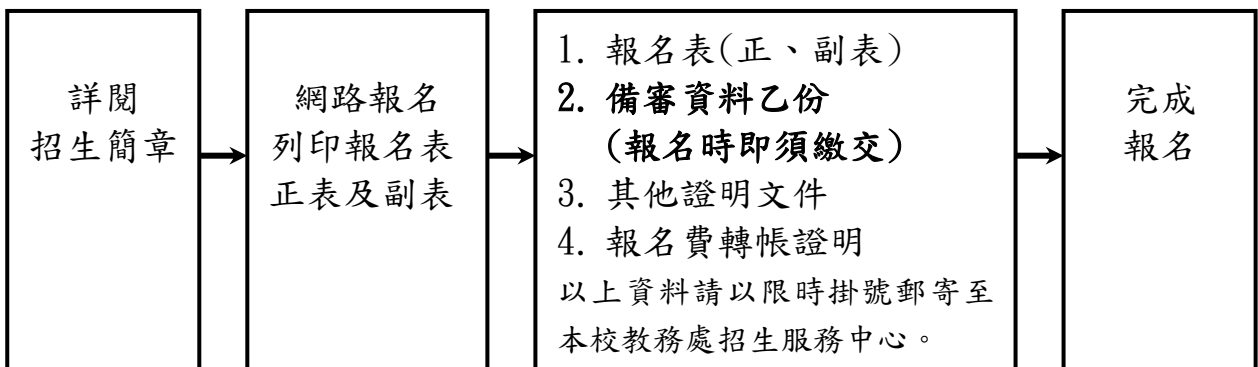 詳閱
招生簡章
網路報名
列印報名表
正表及副表
1. 報名表(正、副表)
2. 備審資料乙份
(報名時即須繳交)
3. 其他證明文件
4. 報名費轉帳證明
以上資料請以限時掛號郵寄至
本校教務處招生服務中心。
完成
報名